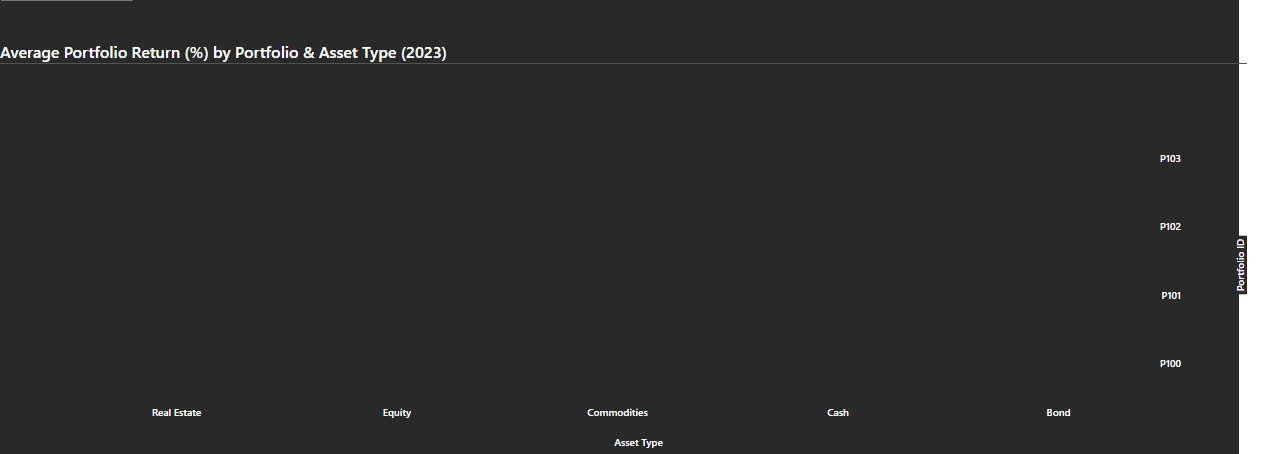 Average Portfolio Return (%) by Portfolio & Asset Type (2023)
P103
P102
Portfolio ID
P101
P100
Real Estate Equity Commodities Cash Bond
Asset Type